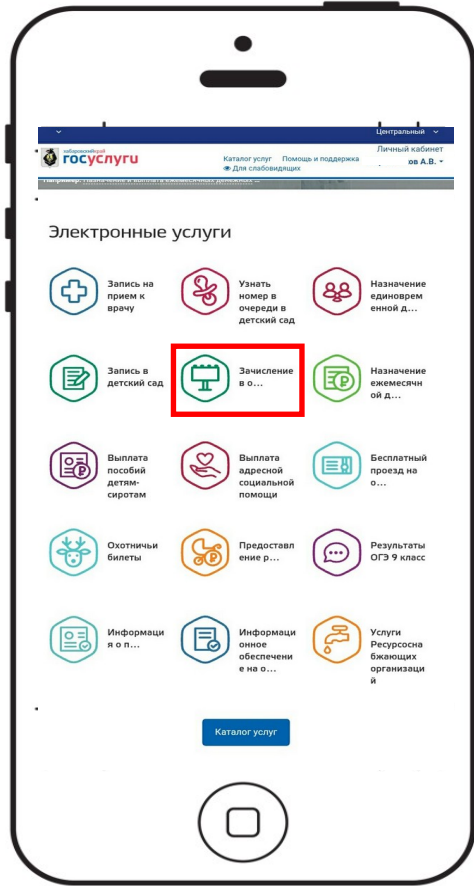 Центральный
хабаровский край
госуслуги
Каталог услуг Помощь и поддержка
Для слабовидящих
Личный кабинет
ов А.В.
Электронные услуги
Запись на
прием к
врачу
Узнать
номер в
очереди в
детский сад
Назначение
единоврем
енной д...
Запись в
детский сад
Зачисление
в о...
Назначение
ежемесячн
ой д...
Выплата
пособий
детям-
сиротам
Выплата
адресной
социальной
помощи
Бесплатный
проезд на
о...
Охотничьи
билеты
Предоставл
ение р...
Результаты
ОГЭ 9 класс
Информаци
я о п...
Информаци
онное
обеспечени
е на о...
Услуги
Ресурсосна
бжающих
организаци
й
Каталог услуг